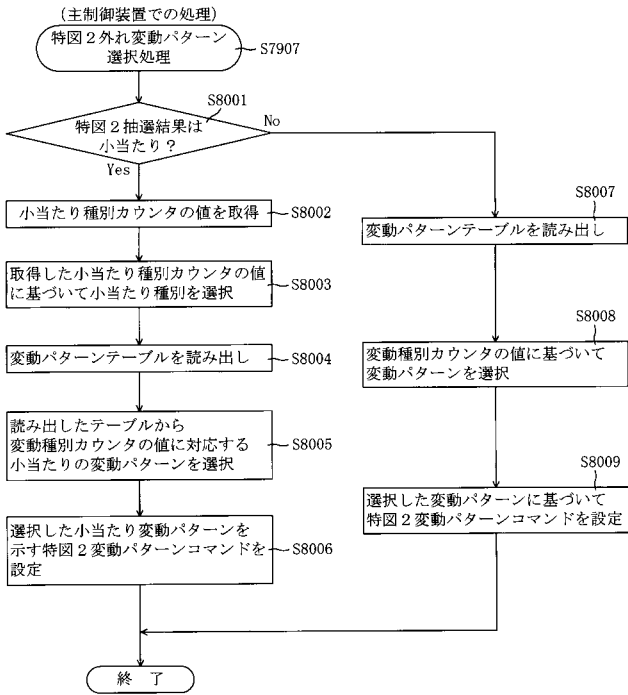 (主制御装置での処理)
特図2外れ変動パターン
選択処理
S7907
S8001
特図2抽選結果は
小当たり?
No
Yes
小当たり種別カウンタの値を取得
S8002
取得した小当たり種別カウンタの値
に基づいて小当たり種別を選択
S8003
変動パターンテーブルを読み出し
S8004
読み出したテーブルから
変動種別カウンタの値に対応する
小当たりの変動パターンを選択
S8005
選択した小当たり変動パターンを
示す特図2変動パターンコマンドを
設定
S8006
S8007
変動パターンテーブルを読み出し
S8008
変動種別カウンタの値に基づいて
変動パターンを選択
S8009
選択した変動パターンに基づいて
特図2変動パターンコマンドを設定
終 了